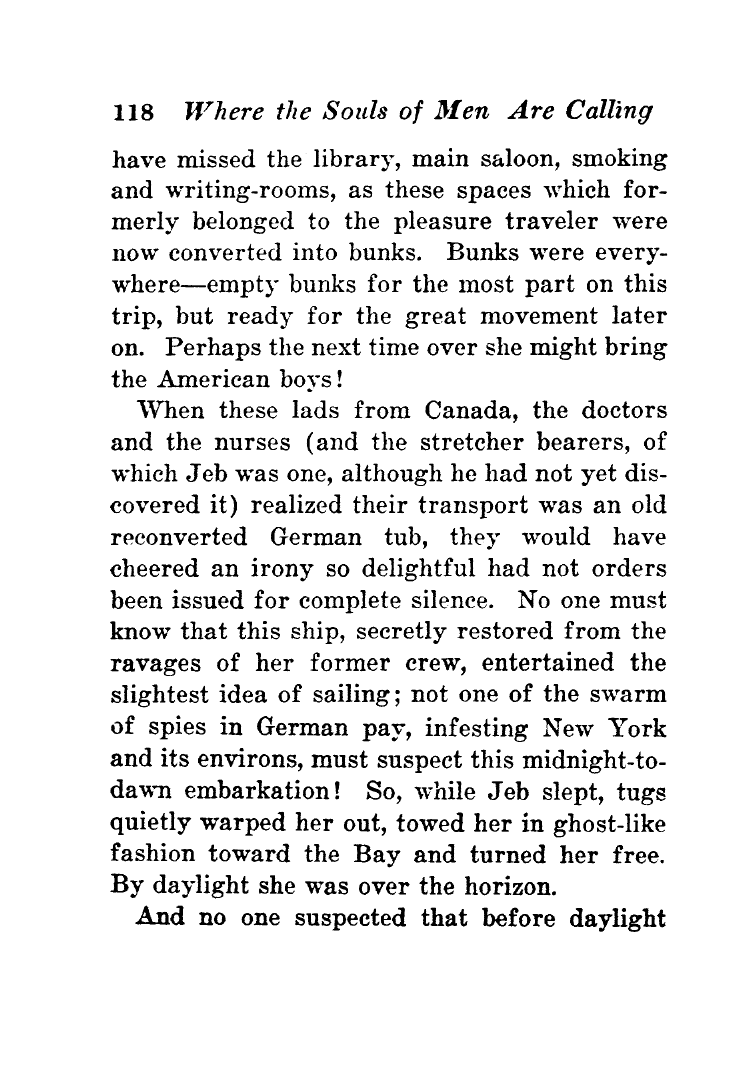 118 Where the Souls of Men Are Calling
have missed the library, main saloon, smoking
and writing-rooms, as these spaces which for-
merly belonged to the pleasure traveler were
now converted into bunks. Bunks were every-
where—empty bunks for the most part on this
trip, but ready for the great movement later
on. Perhaps the next time over she might bring
the American boys!
When these lads from Canada, the doctors
and the nurses (and the stretcher bearers, of
which Jeb was one, although he had not yet dis-
covered it) realized their transport was an old
reconverted German tub, they would have
cheered an irony so delightful had not orders
been issued for complete silence. No one must
know that this ship, secretly restored from the
ravages of her former crew, entertained the
slightest idea of sailing; not one of the swarm
of spies in German pay, infesting New York
and its environs, must suspect this midnight-to-
dawn embarkation! So, while Jeb slept, tugs
quietly warped her out, towed her in ghost-like
fashion toward the Bay and turned her free.
By daylight she was over the horizon.
And no one suspected that before daylight